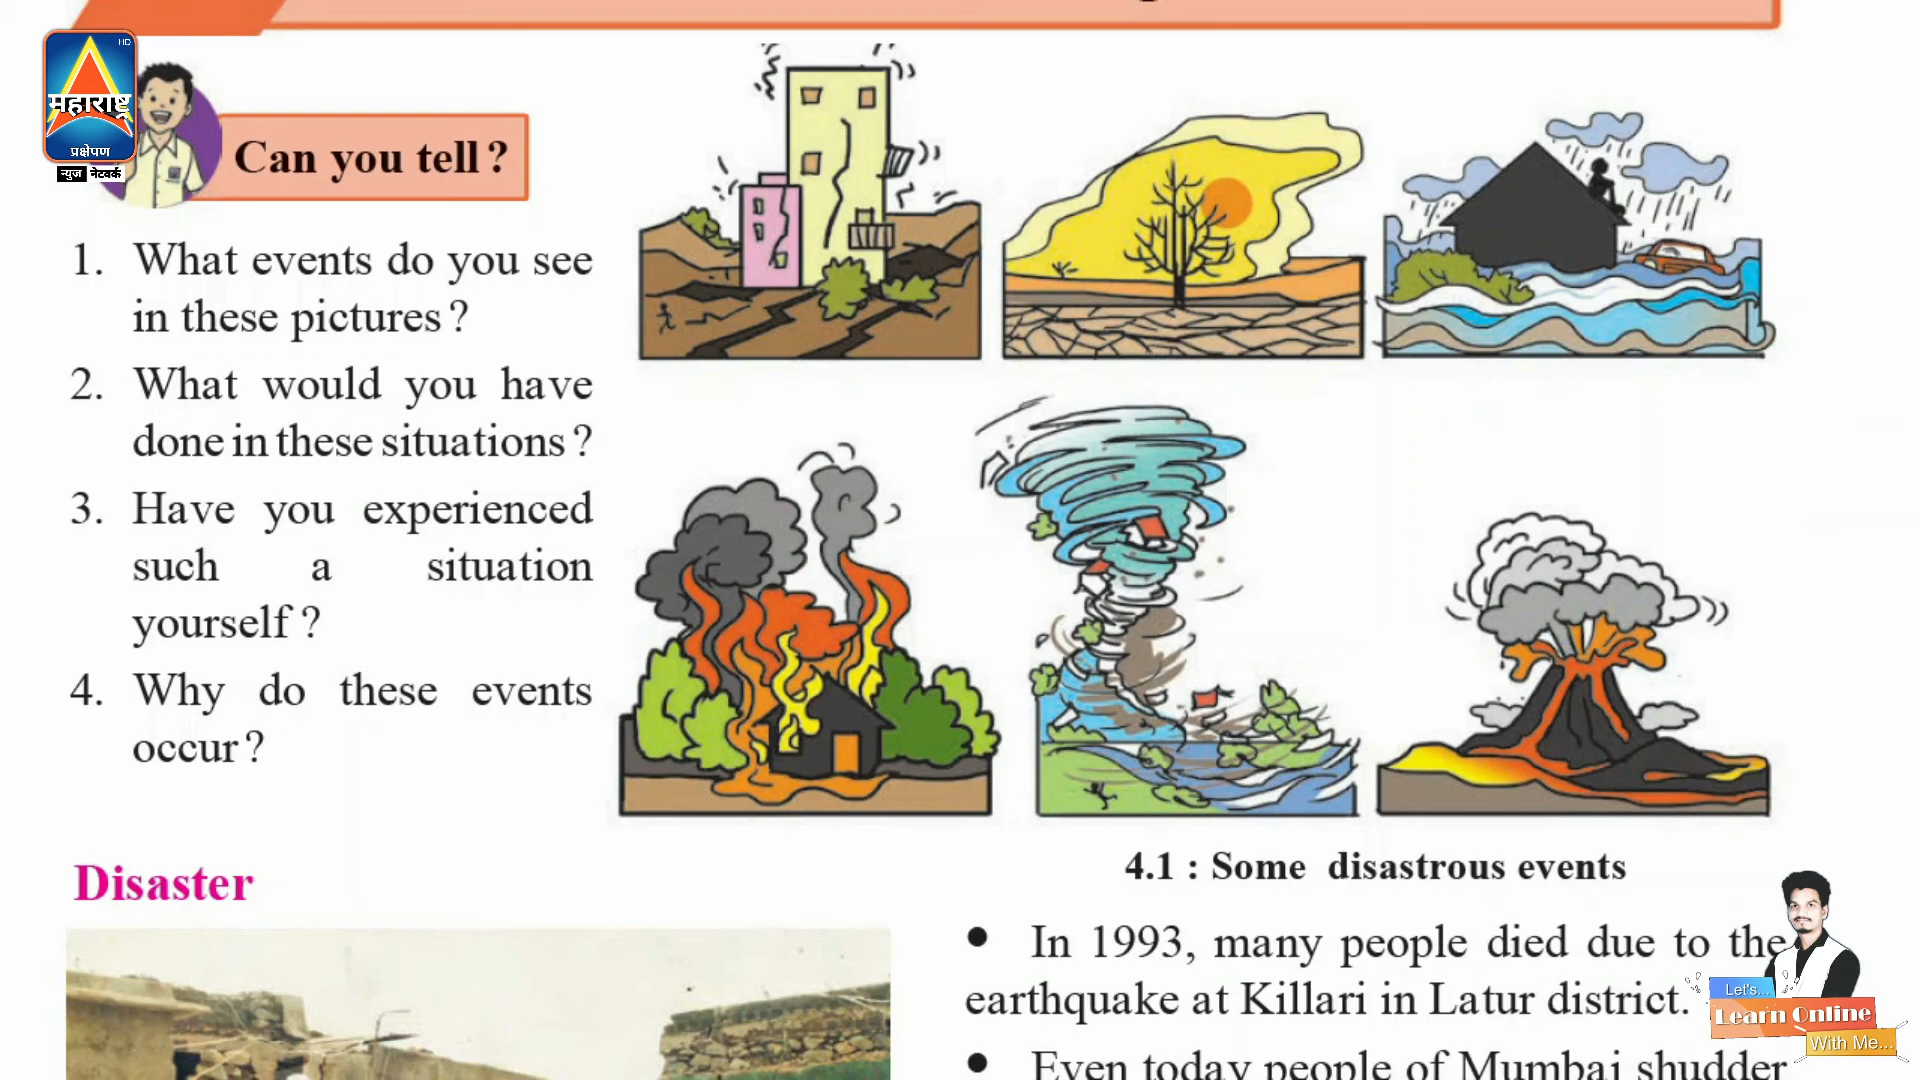 HD
महाराष्ट्र
प्रक्षेपण
न्युज नेटवर्क
Can you tell ?
1. What events do you see
in these pictures ?
2. What would you have
done in these situations ?
3. Have you experienced
such a situation
yourself ?
4. Why do these events
occur ?
4.1 : Some disastrous events
Disaster
• In 1993, many people died due to the
earthquake at Killari in Latur district.
• Even today people of Mumbai shudder
Let's...
Learn Online
With Me...